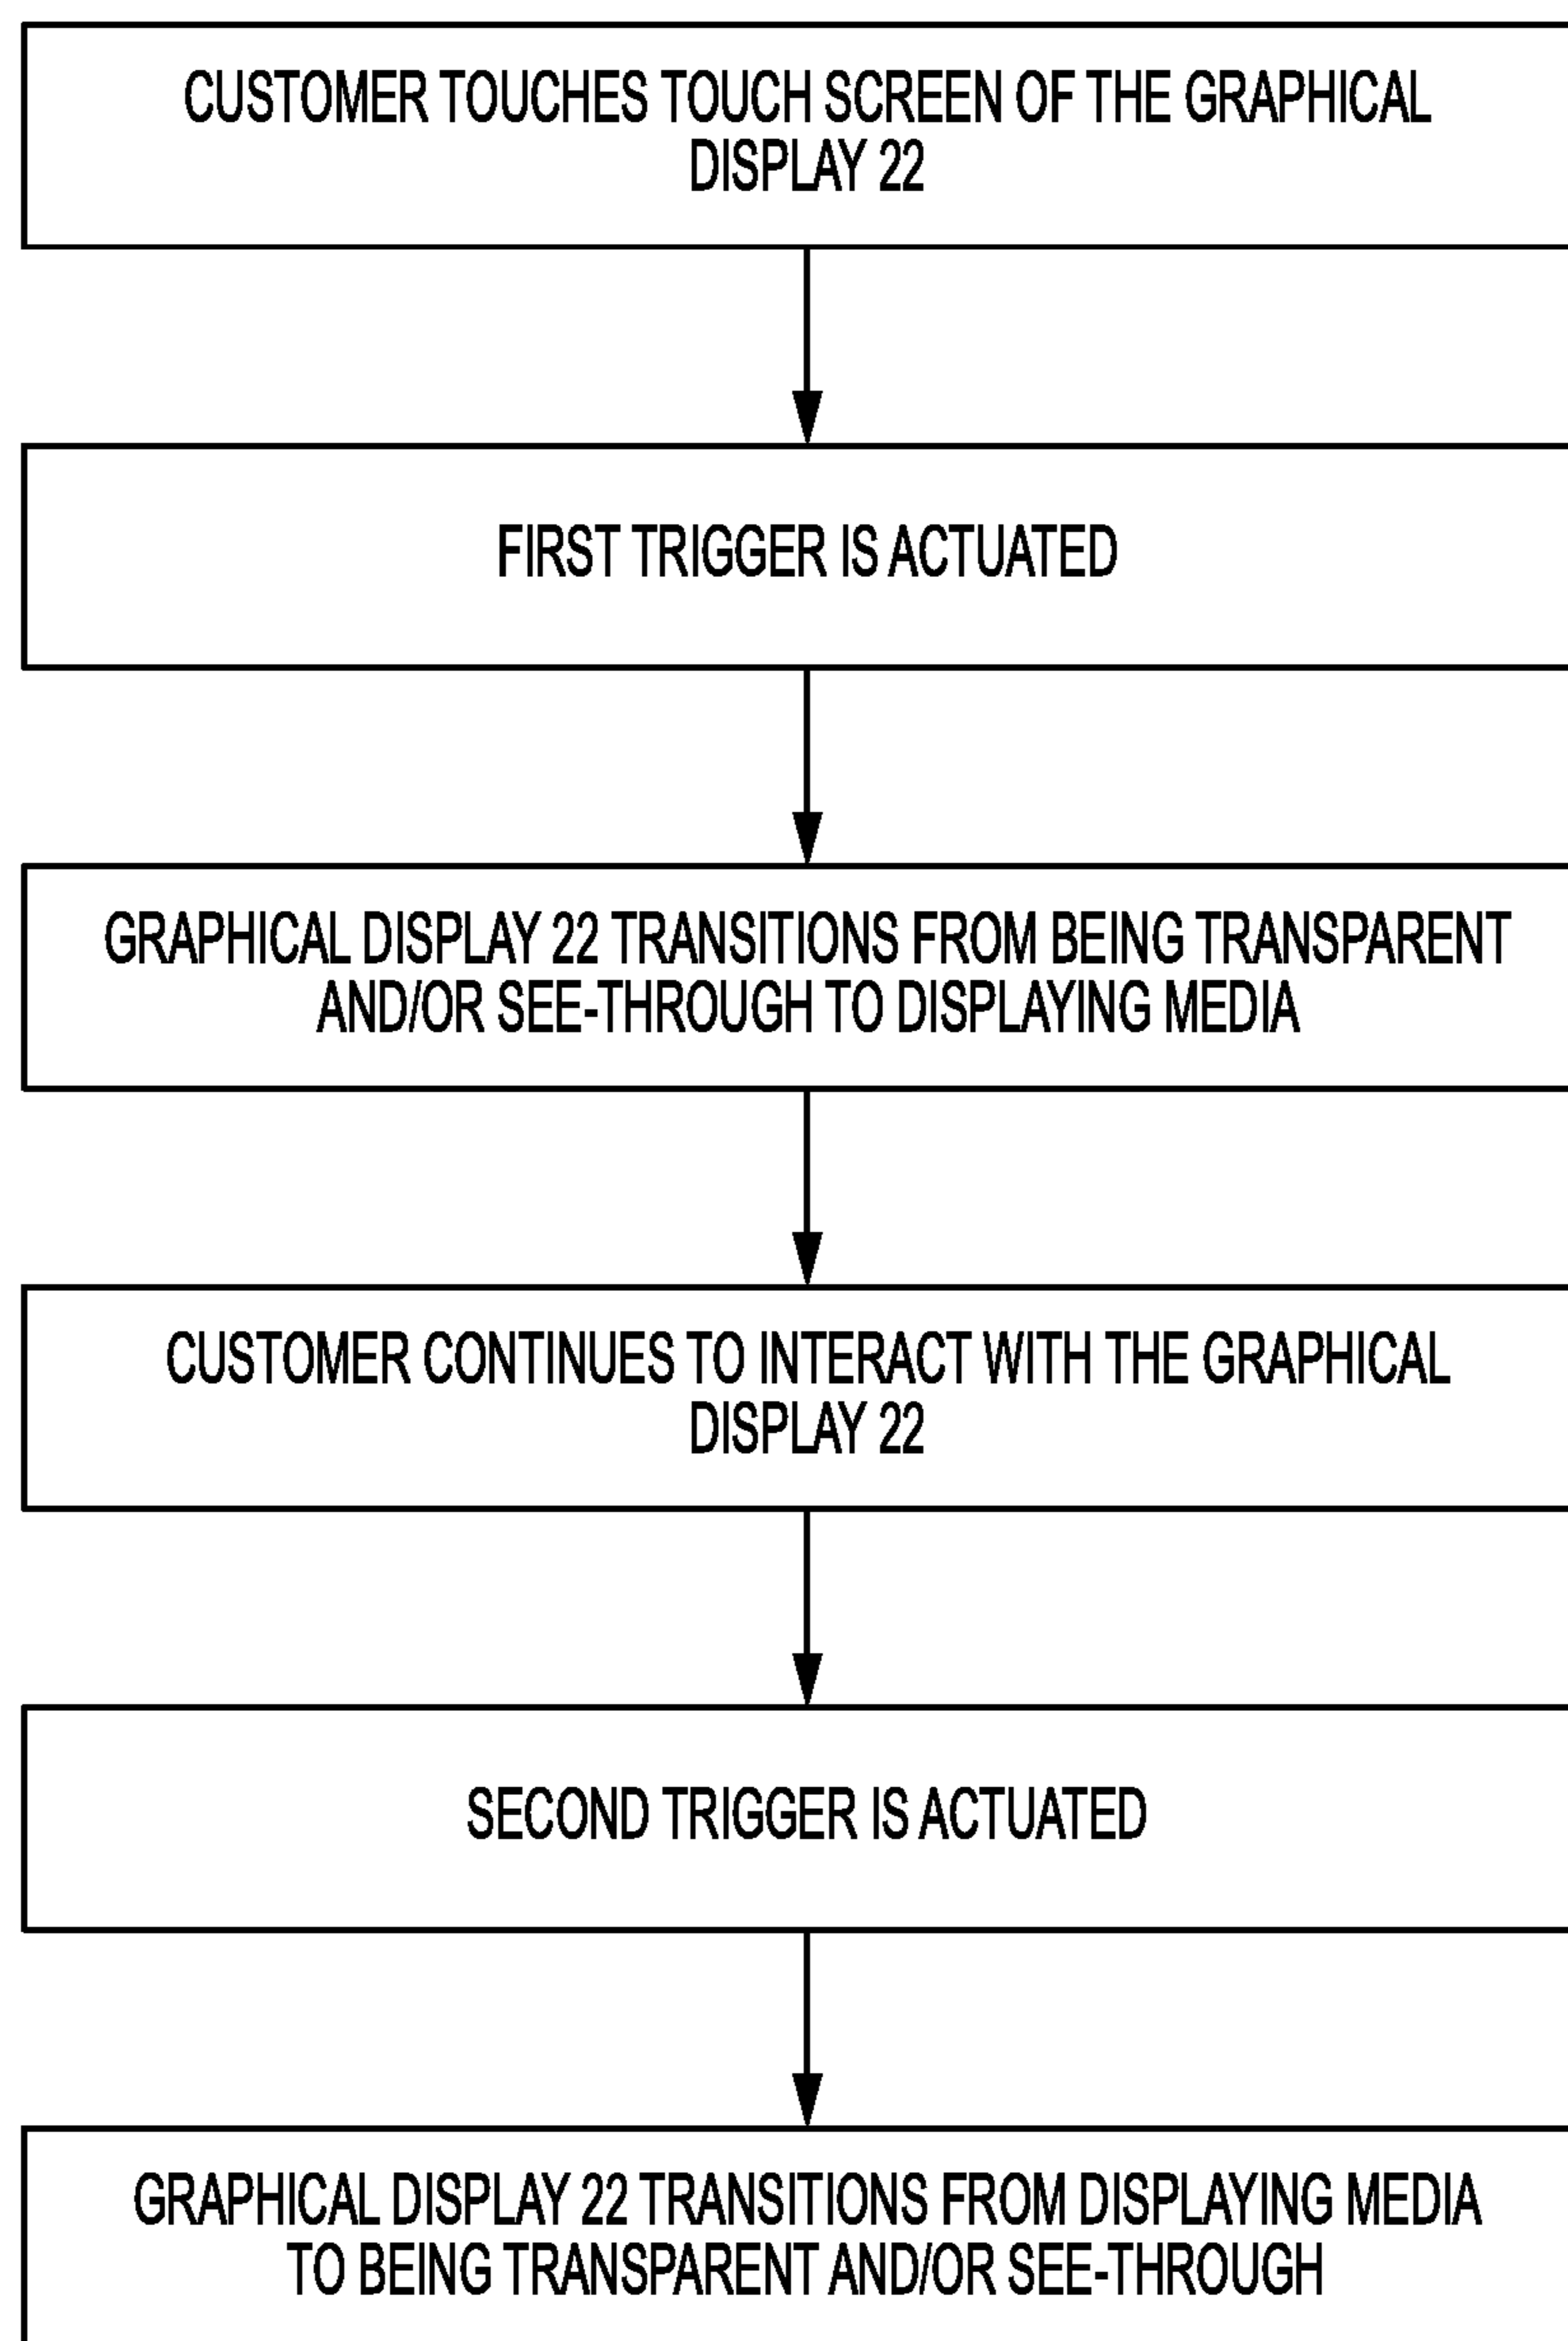 CUSTOMER TOUCHES TOUCH SCREEN OF THE GRAPHICAL
DISPLAY 22
FIRST TRIGGER IS ACTUATED
GRAPHICAL DISPLAY 22 TRANSITIONS FROM BEING TRANSPARENT
AND/OR SEE-THROUGH TO DISPLAYING MEDIA
CUSTOMER CONTINUES TO INTERACT WITH THE GRAPHICAL
DISPLAY 22
SECOND TRIGGER IS ACTUATED
GRAPHICAL DISPLAY 22 TRANSITIONS FROM DISPLAYING MEDIA
TO BEING TRANSPARENT AND/OR SEE-THROUGH